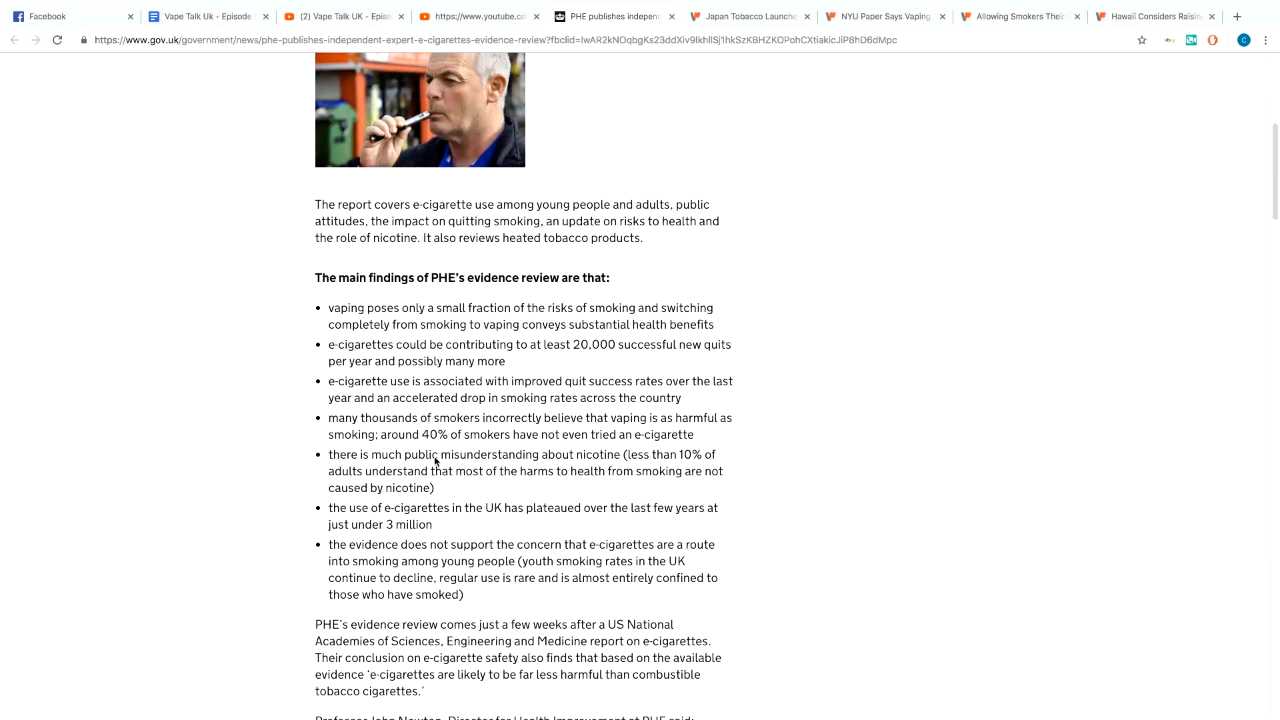 Facebook
Vape Talk Uk - Episode
(2) Vape Talk UK - Episo
https://www.youtube.co
PHE publishes independ
Japan Tobacco Launche
NYU Paper Says Vaping
Allowing Smokers Their
Hawaii Considers Raisin
https://www.gov.uk/government/news/phe-publishes-independent-expert-e-cigarettes-evidence-review?fbclid=
The report covers e-cigarette use among young people and adults, public
attitudes, the impact on quitting smoking, an update on risks to health and
the role of nicotine. It also reviews heated tobacco products.
The main findings of PHE's evidence review are that:
• vaping poses only a small fraction of the risks of smoking and switching
completely from smoking to vaping conveys substantial health benefits
• e-cigarettes could be contributing to at least 20,000 successful new quits
per year and possibly many more
• e-cigarette use is associated with improved quit success rates over the last
year and an accelerated drop in smoking rates across the country
• many thousands of smokers incorrectly believe that vaping is as harmful as
smoking; around 40% of smokers have not even tried an e-cigarette
• there is much public misunderstanding about nicotine (less than 10% of
adults understand that most of the harms to health from smoking are not
caused by nicotine)
• the use of e-cigarettes in the UK has plateaued over the last few years at
just under 3 million
• the evidence does not support the concern that e-cigarettes are a route
into smoking among young people (youth smoking rates in the UK
continue to decline, regular use is rare and is almost entirely confined to
those who have smoked)
PHE's evidence review comes just a few weeks after a US National
Academies of Sciences, Engineering and Medicine report on e-cigarettes.
Their conclusion on e-cigarette safety also finds that based on the available
evidence 'e-cigarettes are likely to be far less harmful than combustible
tobacco cigarettes.'
Professor John Newton, Director for Health Improvement at PHE said: